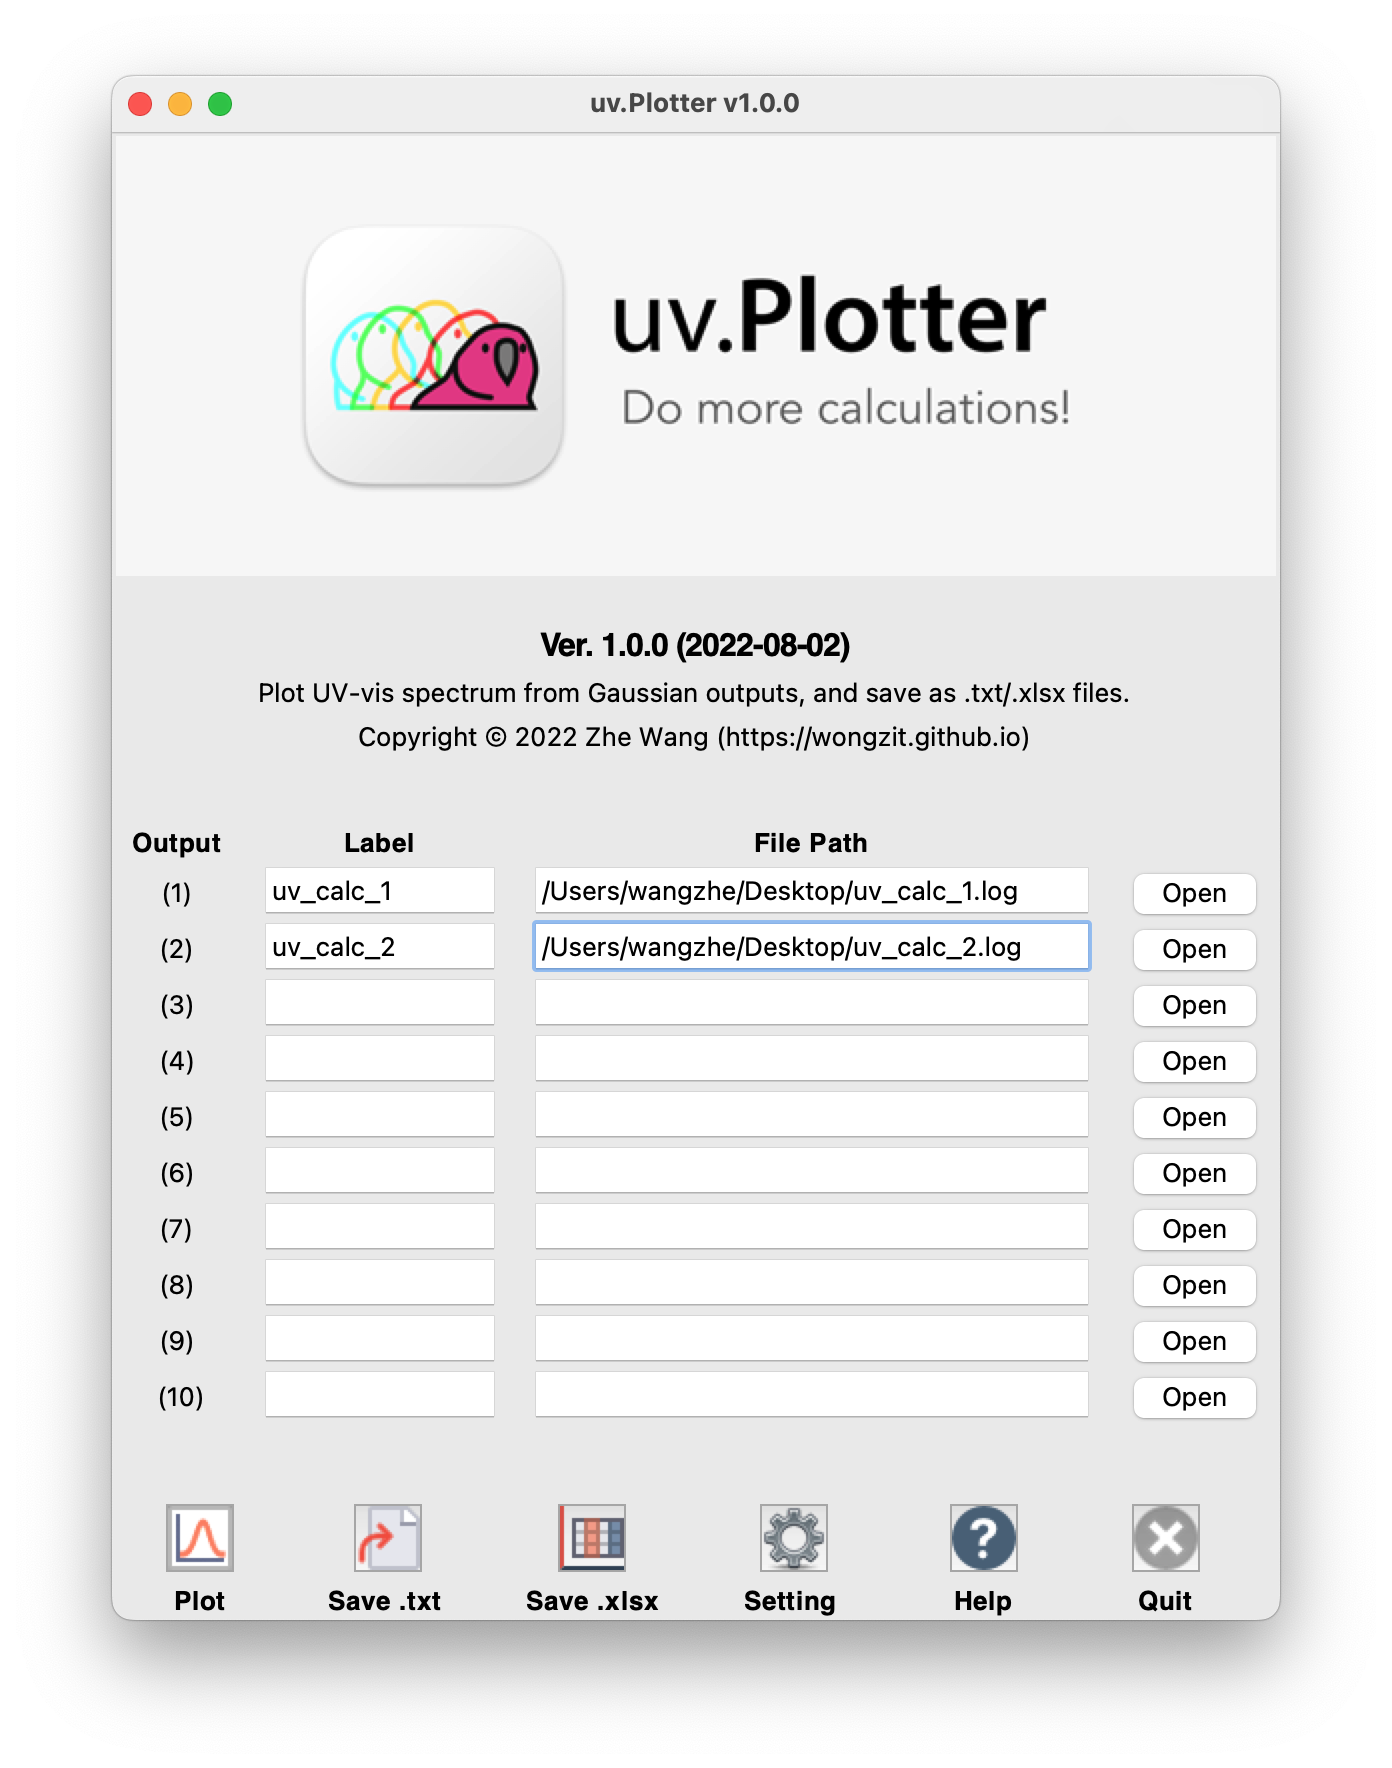 uv.Plotter v1.0.0
uv.Plotter
Do more calculations!
Ver. 1.0.0 (2022-08-02)
Plot UV-vis spectrum from Gaussian outputs, and save as .txt/.xlsx files.
Copyright © 2022 Zhe Wang (https://wongzit.github.io)
Output Label File Path
(1) uv_calc_1 /Users/wangzhe/Desktop/uv_calc_1.log Open
(2) uv_calc_2 /Users/wangzhe/Desktop/uv_calc_2.log Open
(3) Open
(4) Open
(5) Open
(6) Open
(7) Open
(8) Open
(9) Open
(10) Open
Plot Save .txt Save .xlsx Setting Help Quit